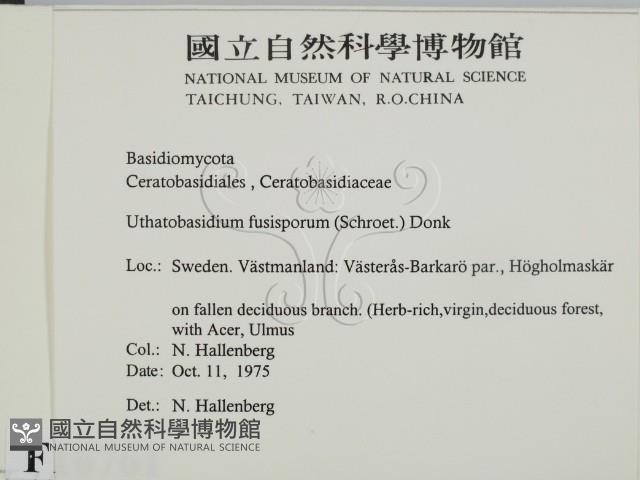 國立自然科學博物館
NATIONAL MUSEUM OF NATURAL SCIENCE
TAICHUNG, TAIWAN, R.O.CHINA
Basidiomycota
Ceratobasidiales , Ceratobasidiaceae
Uthatobasidium fusisporum (Schroet.) Donk
Loc.: Sweden. Västmanland: Västerås-Barkarö par., Högholmaskär
on fallen deciduous branch. (Herb-rich,virgin,deciduous forest,
with Acer, Ulmus
Col.: N. Hallenberg
Date: Oct. 11, 1975
Det.: N. Hallenberg
國立自然科學博物館
NATIONAL MUSEUM OF NATURAL SCIENCE
F